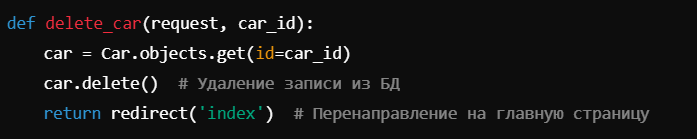 def delete_car(request, car_id):
    car = Car.objects.get(id=car_id)
    car.delete()  # Удаление записи из БД
    return redirect('index')  # Перенаправление на главную страницу